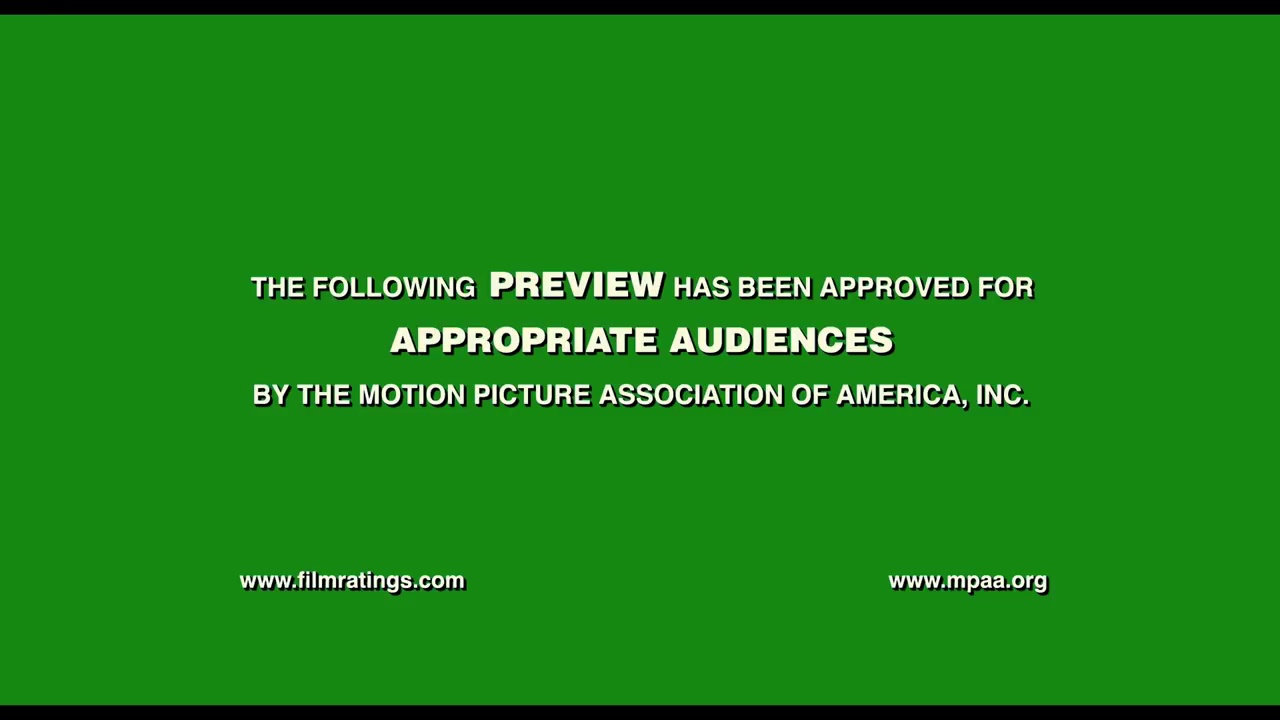 THE FOLLOWING PREVIEW HAS BEEN APPROVED FOR
APPROPRIATE AUDIENCES
BY THE MOTION PICTURE ASSOCIATION OF AMERICA, INC.
www.filmratings.com
www.mpaa.org